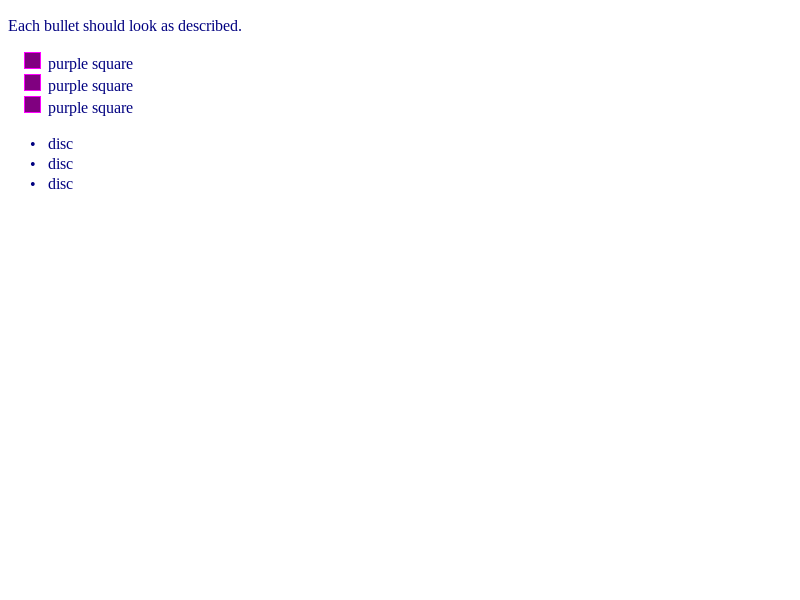 Each bullet should look as described.
purple square
purple square
purple square
• disc
• disc
• disc